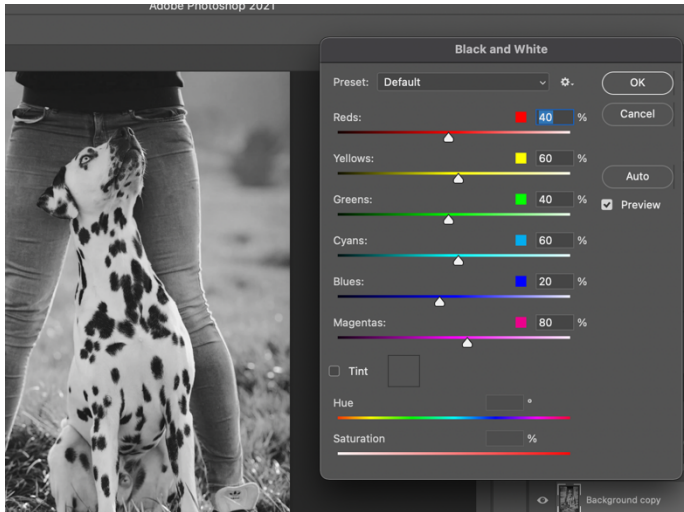 Adobe Photoshop 2021
Black and White
Preset: Default
OK
Reds: 40 %
Cancel
Yellows: 60 %
Auto
Greens: 40 %
Preview
Cyans: 60 %
Blues: 20 %
Magentas: 80 %
Tint
Hue °
Saturation %
Background copy